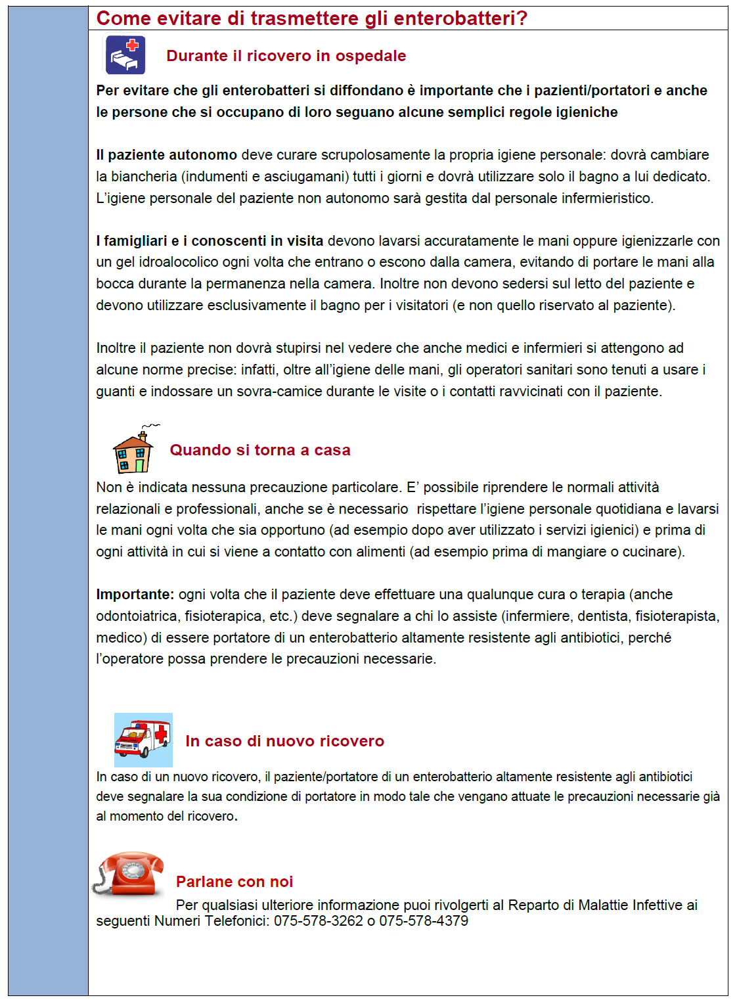 Come evitare di trasmettere gli enterobatteri?
Durante il ricovero in ospedale
Per evitare che gli enterobatteri si diffondano è importante che i pazienti/portatori e anche
le persone che si occupano di loro seguano alcune semplici regole igieniche
Il paziente autonomo deve curare scrupolosamente la propria igiene personale: dovrà cambiare
la biancheria (indumenti e asciugamani) tutti i giorni e dovrà utilizzare solo il bagno a lui dedicato.
L’igiene personale del paziente non autonomo sarà gestita dal personale infermieristico.
I famigliari e i conoscenti in visita devono lavarsi accuratamente le mani oppure igienizzarle con
un gel idroalocolico ogni volta che entrano o escono dalla camera, evitando di portare le mani alla
bocca durante la permanenza nella camera. Inoltre non devono sedersi sul letto del paziente e
devono utilizzare esclusivamente il bagno per i visitatori (e non quello riservato al paziente).
Inoltre il paziente non dovrà stupirsi nel vedere che anche medici e infermieri si attengono ad
alcune norme precise: infatti, oltre all’igiene delle mani, gli operatori sanitari sono tenuti a usare i
guanti e indossare un sovra-camice durante le visite o i contatti ravvicinati con il paziente.
Quando si torna a casa
Non è indicata nessuna precauzione particolare. E’ possibile riprendere le normali attività
relazionali e professionali, anche se è necessario  rispettare l’igiene personale quotidiana e lavarsi
le mani ogni volta che sia opportuno (ad esempio dopo aver utilizzato i servizi igienici) e prima di
ogni attività in cui si viene a contatto con alimenti (ad esempio prima di mangiare o cucinare).
Importante: ogni volta che il paziente deve effettuare una qualunque cura o terapia (anche
odontoiatrica, fisioterapica, etc.) deve segnalare a chi lo assiste (infermiere, dentista, fisioterapista,
medico) di essere portatore di un enterobatterio altamente resistente agli antibiotici, perché
l’operatore possa prendere le precauzioni necessarie.
In caso di nuovo ricovero
In caso di un nuovo ricovero, il paziente/portatore di un enterobatterio altamente resistente agli antibiotici
deve segnalare la sua condizione di portatore in modo tale che vengano attuate le precauzioni necessarie già
al momento del ricovero.
Parlane con noi
Per qualsiasi ulteriore informazione puoi rivolgerti al Reparto di Malattie Infettive ai
seguenti Numeri Telefonici: 075-578-3262 o 075-578-4379